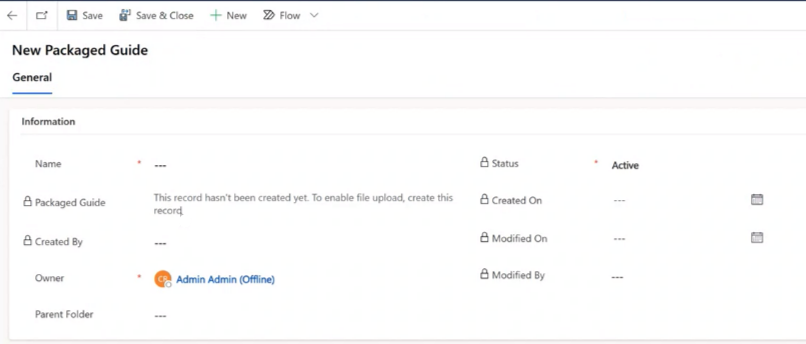 Save Save & Close New Flow
New Packaged Guide
General
Information
Name * --- Status * Active
Packaged Guide This record hasn't been created yet. To enable file upload, create this Created On ---
record.
Created By --- Modified On ---
Owner * Admin Admin (Offline) Modified By ---
Parent Folder ---